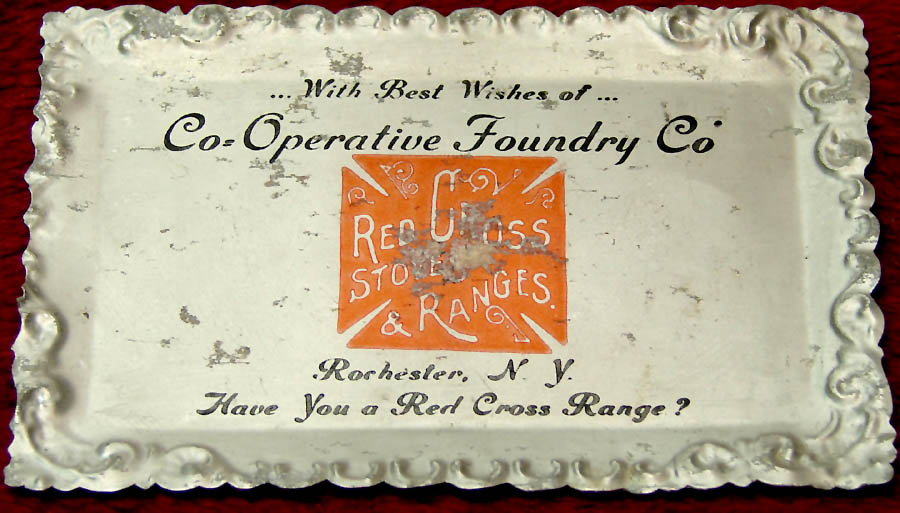 ... With Best Wishes of ...
Co-Operative Foundry Co
RED CROSS
STOVES
& RANGES.
Rochester, N. Y.
Have You a Red Cross Range?